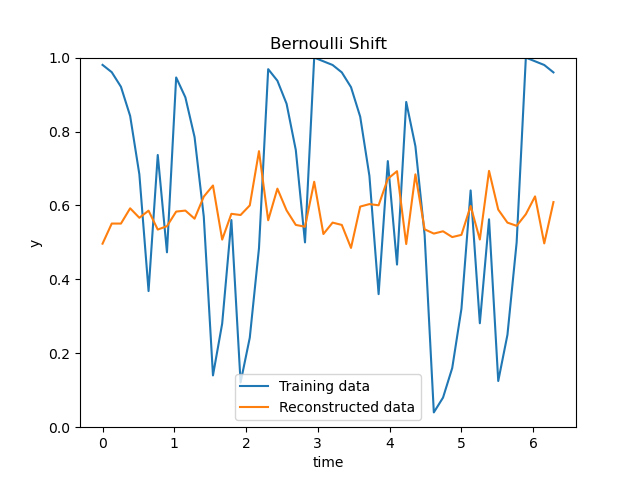 Bernoulli Shift
1.0
0.8
0.6
0.4
0.2
0.0
y
0 1 2 3 4 5 6
time
Training data
Reconstructed data